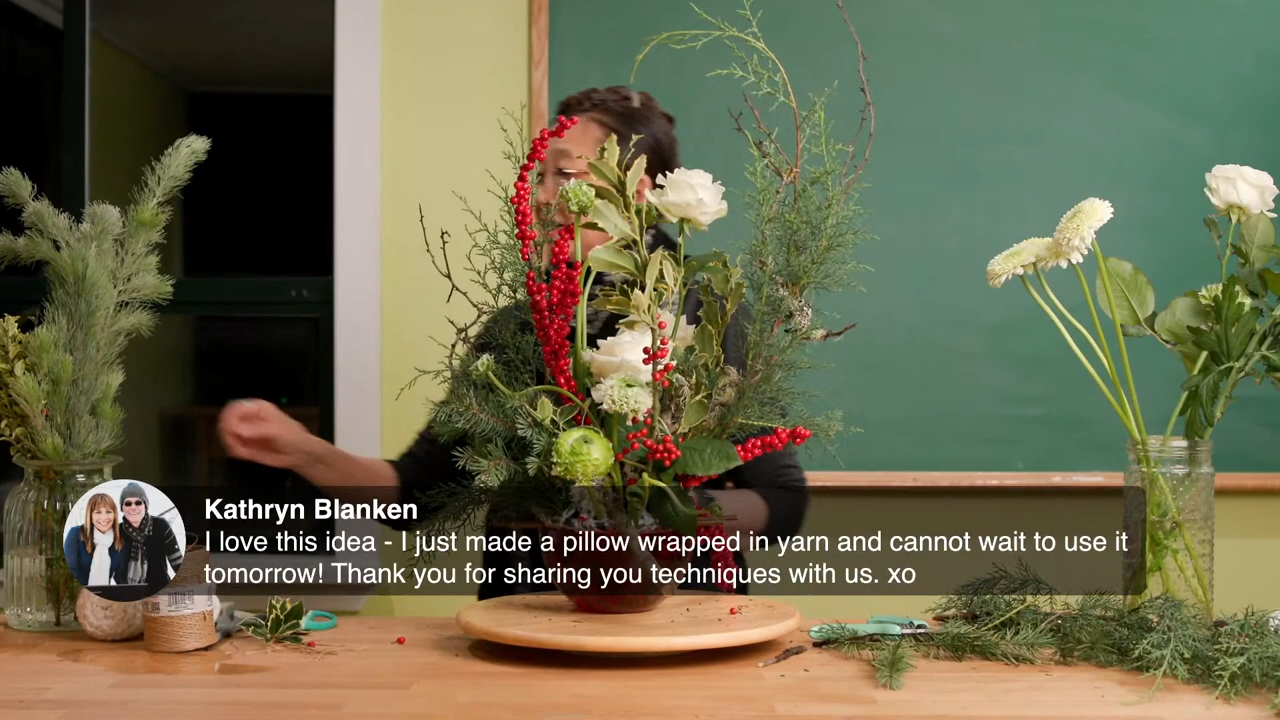 Kathryn Blanken
I love this idea - I just made a pillow wrapped in yarn and cannot wait to use it
tomorrow! Thank you for sharing you techniques with us. xo